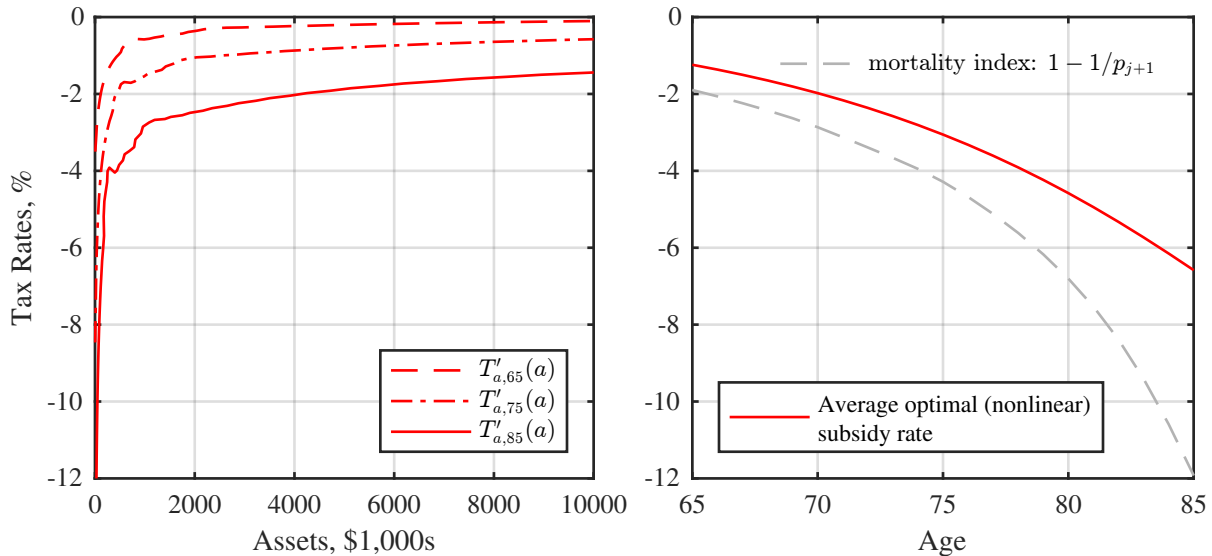 Tax Rates, %
0
-2
-4
-6
-8
-10
-12
0
2000
4000
6000
8000
10000
Assets, $1,000s
T′a,65(a)
T′a,75(a)
T′a,85(a)
0
-2
-4
-6
-8
-10
-12
65
70
75
80
85
Age
mortality index: 1 − 1/pj+1
Average optimal (nonlinear)
subsidy rate